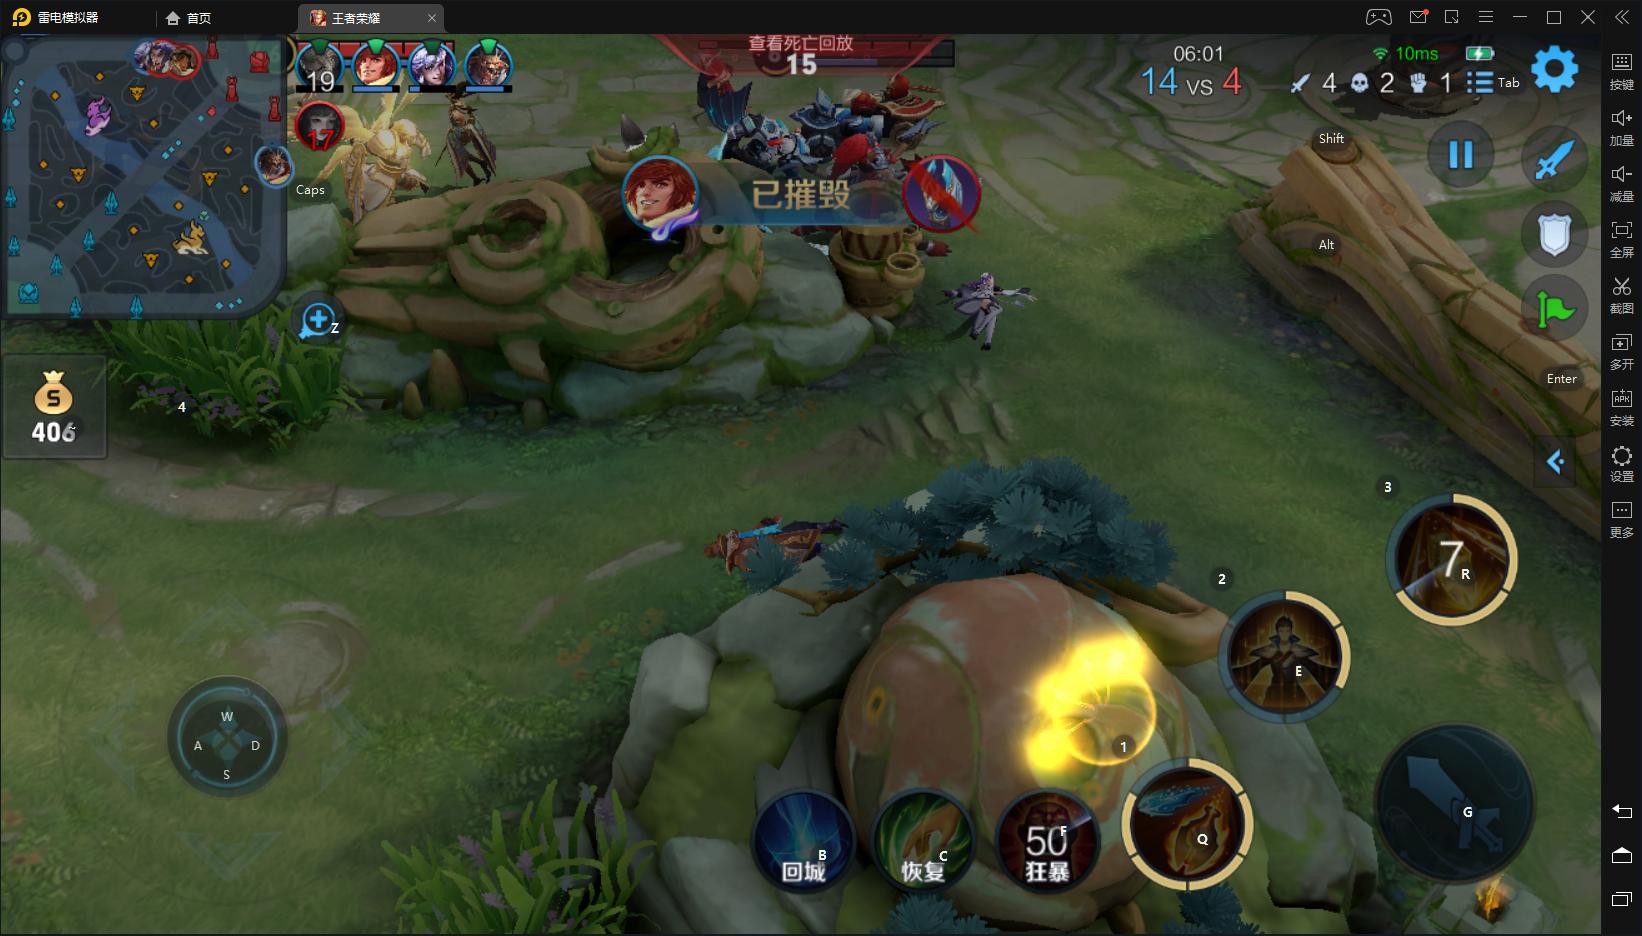 雷电模拟器
首页
王者荣耀
查看死亡回放
15
06:01
10ms
14 vs 4
4
2
1
Tab
19
17
Caps
Shift
已摧毁
Alt
Z
Enter
S
406
4
3
7
R
2
E
W
A
D
S
1
G
B
回城
C
恢复
50
F
狂暴
Q
按键
加量
减量
全屏
截图
多开
APK
安装
设置
更多